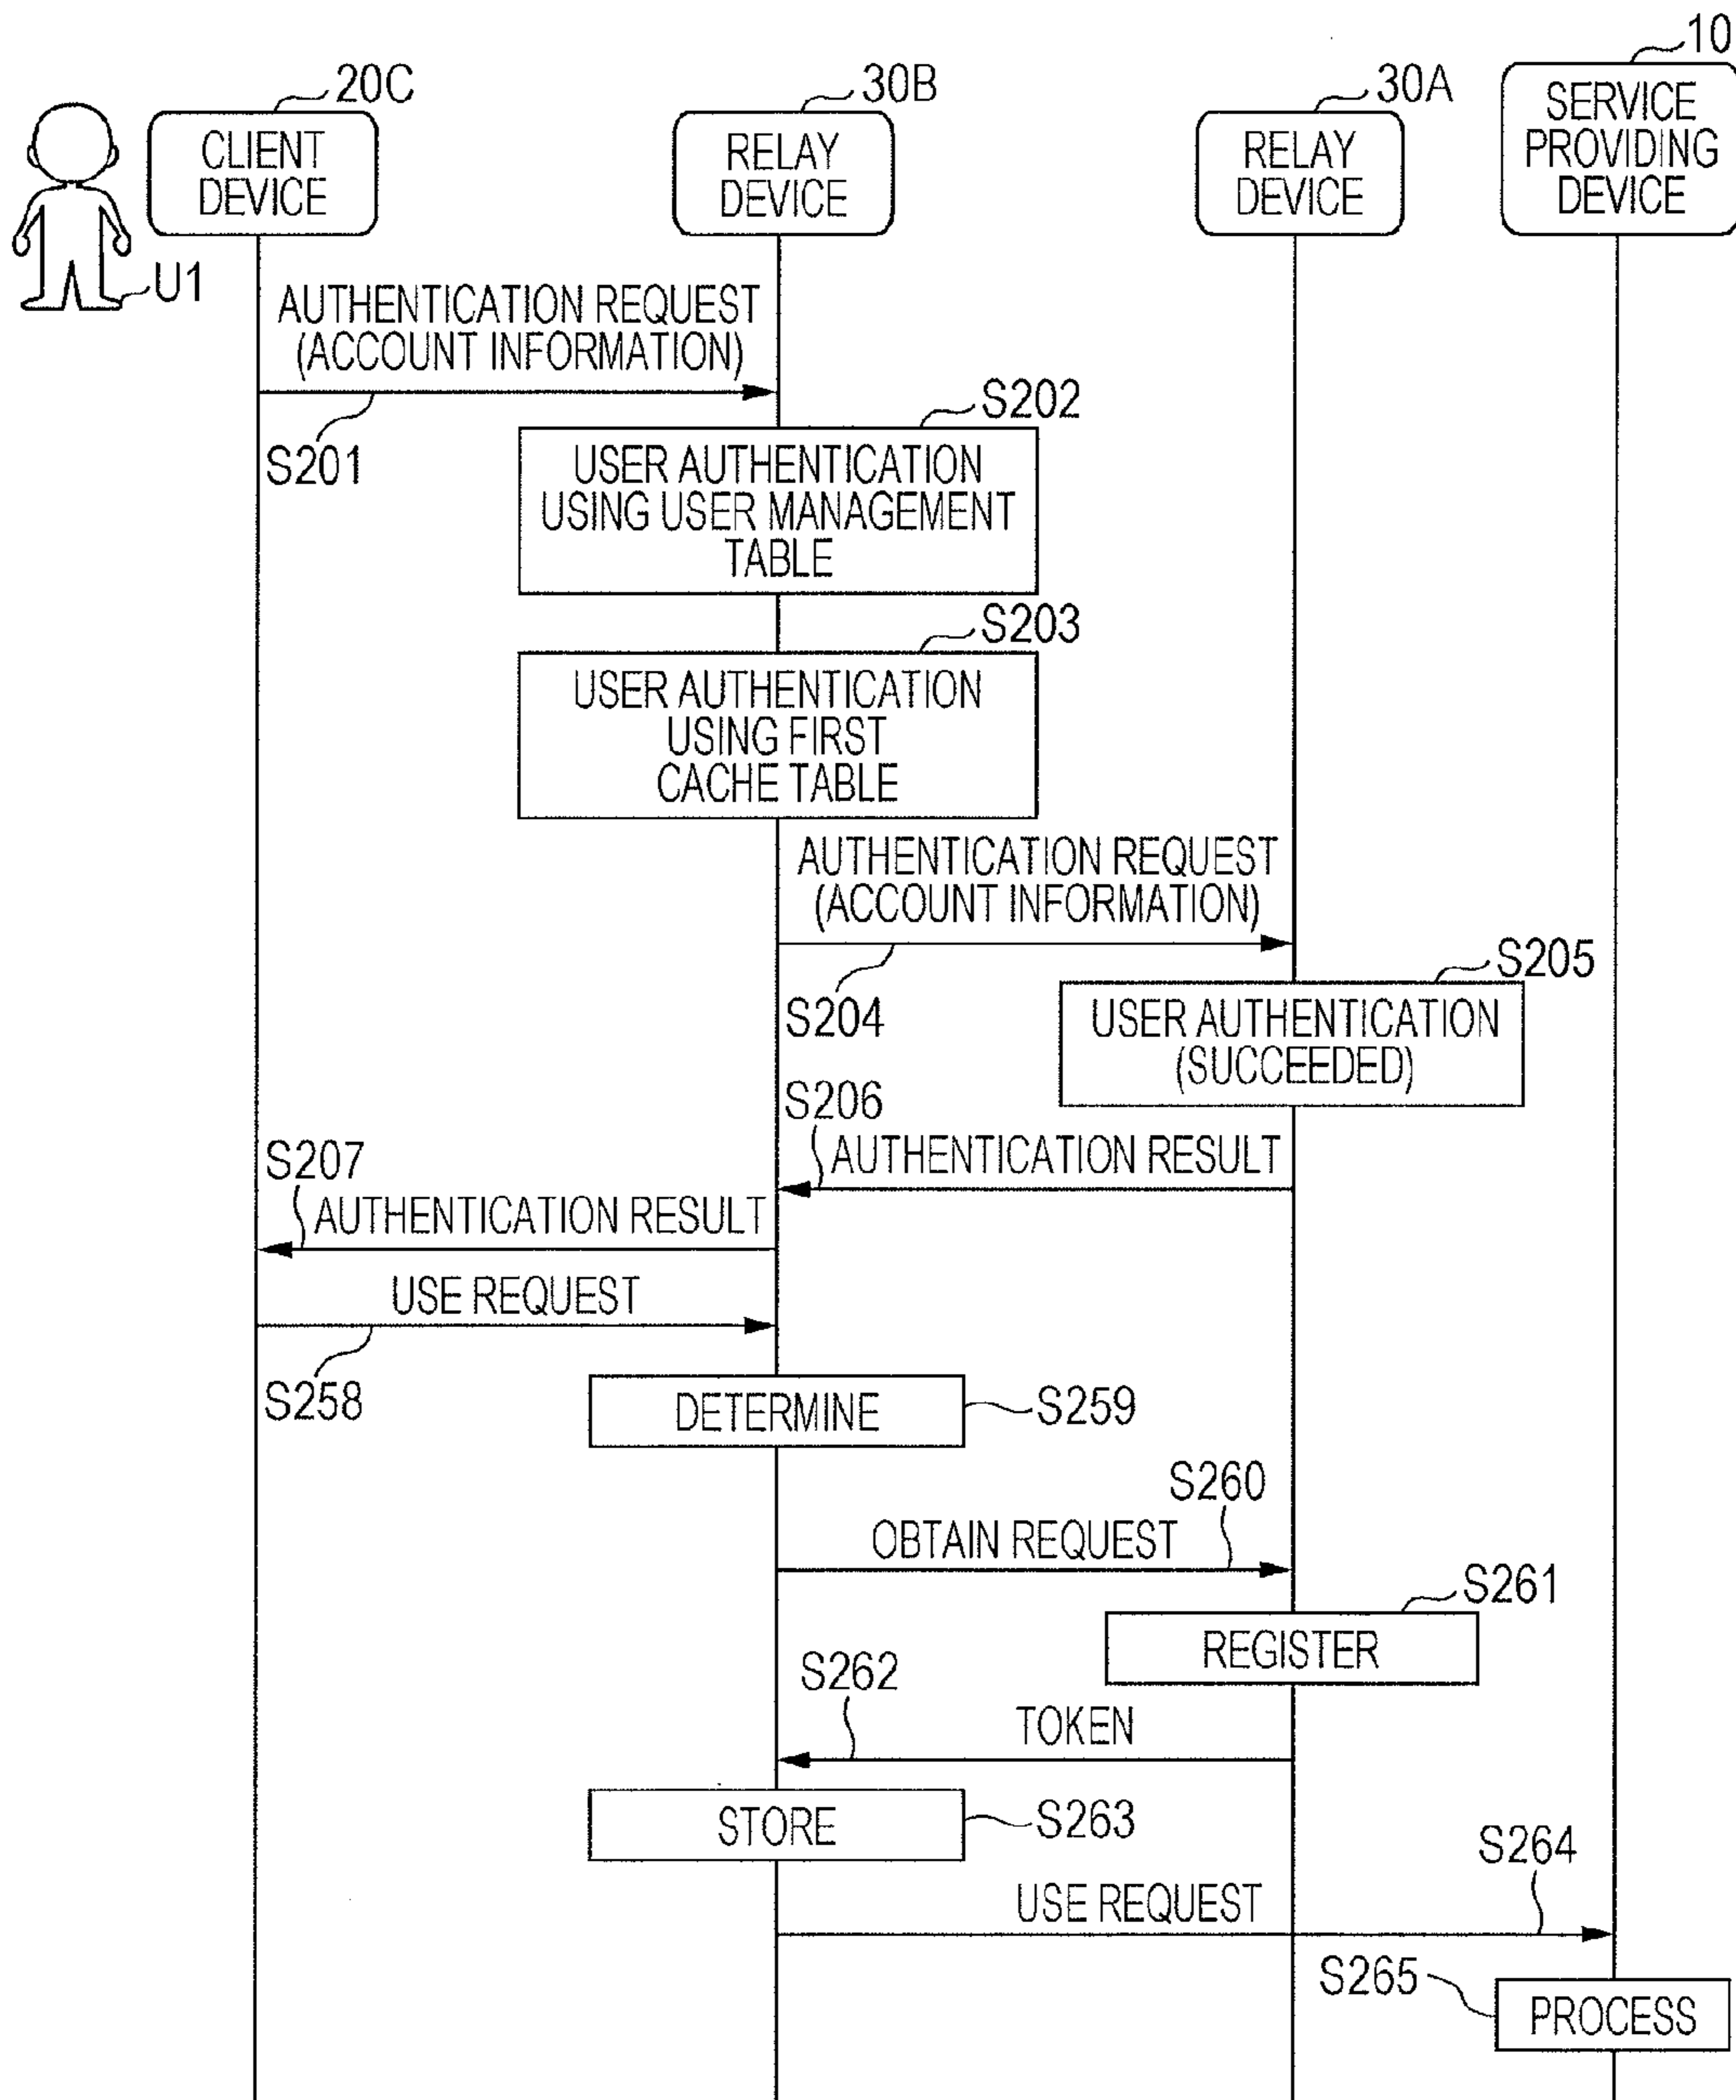 20C
30B
30A
10
CLIENT
DEVICE
RELAY
DEVICE
RELAY
DEVICE
SERVICE
PROVIDING
DEVICE
U1
AUTHENTICATION REQUEST
(ACCOUNT INFORMATION)
S201
S202
USER AUTHENTICATION
USING USER MANAGEMENT
TABLE
S203
USER AUTHENTICATION
USING FIRST
CACHE TABLE
AUTHENTICATION REQUEST
(ACCOUNT INFORMATION)
S204
S205
USER AUTHENTICATION
(SUCCEEDED)
S206
AUTHENTICATION RESULT
S207
AUTHENTICATION RESULT
USE REQUEST
S258
DETERMINE
S259
S260
OBTAIN REQUEST
S261
REGISTER
S262
TOKEN
STORE
S263
S264
USE REQUEST
S265
PROCESS